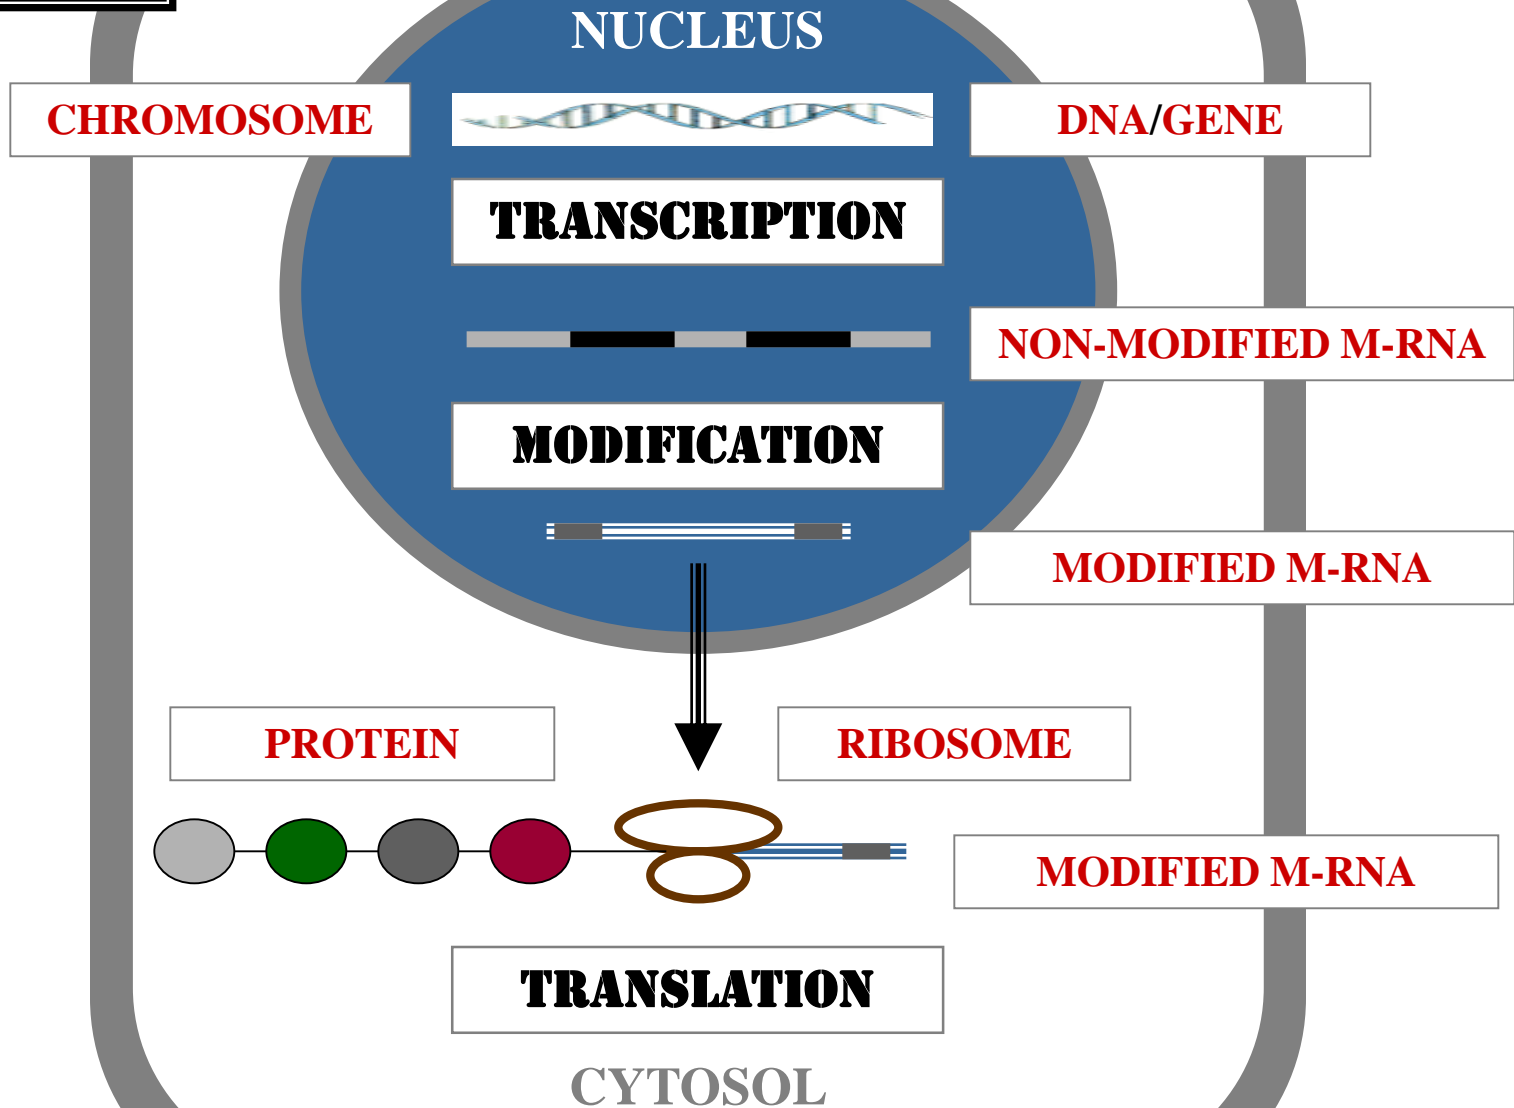 NUCLEUS
CHROMOSOME
DNA/GENE
TRANSCRIPTION
NON-MODIFIED M-RNA
MODIFICATION
MODIFIED M-RNA
PROTEIN
RIBOSOME
MODIFIED M-RNA
TRANSLATION
CYTOSOL